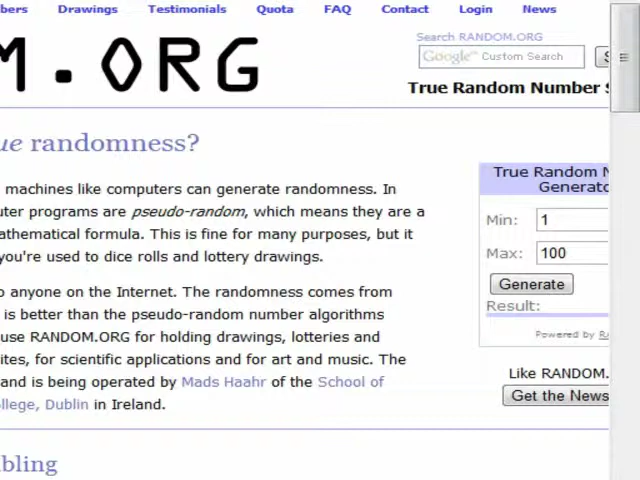 bers Drawings Testimonials Quota FAQ Contact Login News
Search RANDOM.ORG
M.ORG
Google™ Custom Search S
True Random Number S
ue randomness?
machines like computers can generate randomness. In
uter programs are pseudo-random, which means they are a
athematical formula. This is fine for many purposes, but it
you're used to dice rolls and lottery drawings.
o anyone on the Internet. The randomness comes from
is better than the pseudo-random number algorithms
use RANDOM.ORG for holding drawings, lotteries and
ites, for scientific applications and for art and music. The
and is being operated by Mads Haahr of the School of
llege, Dublin in Ireland.
bling
True Random N
Generato
Min: 1
Max: 100
Generate
Result:
Powered by RA
Like RANDOM.
Get the News